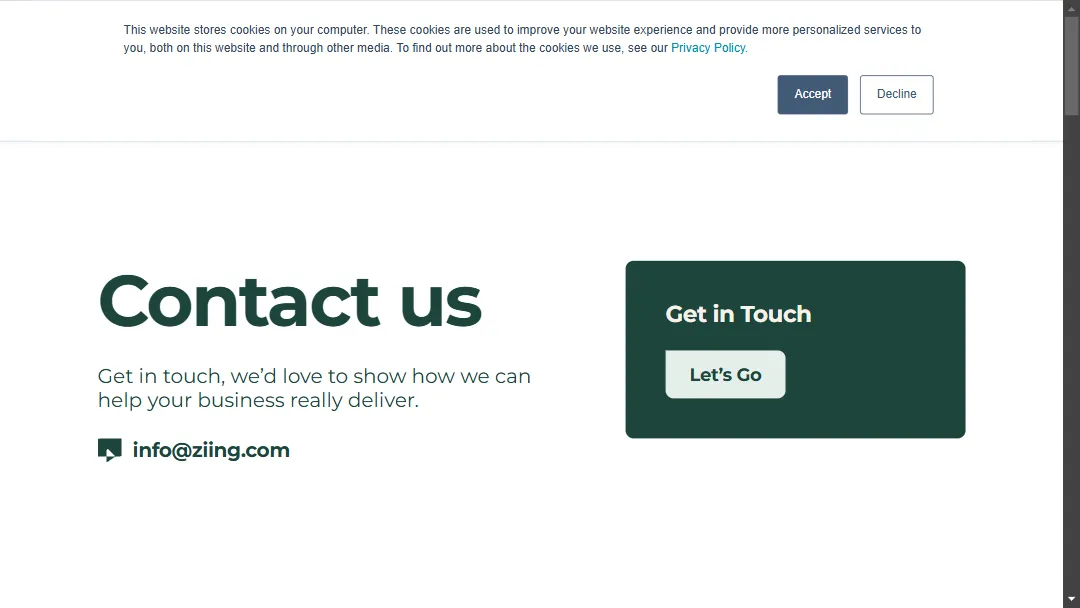 This website stores cookies on your computer. These cookies are used to improve your website experience and provide more personalized services to
you, both on this website and through other media. To find out more about the cookies we use, see our Privacy Policy.
Accept
Decline
Contact us
Get in touch, we’d love to show how we can
help your business really deliver.
info@ziing.com
Get in Touch
Let’s Go